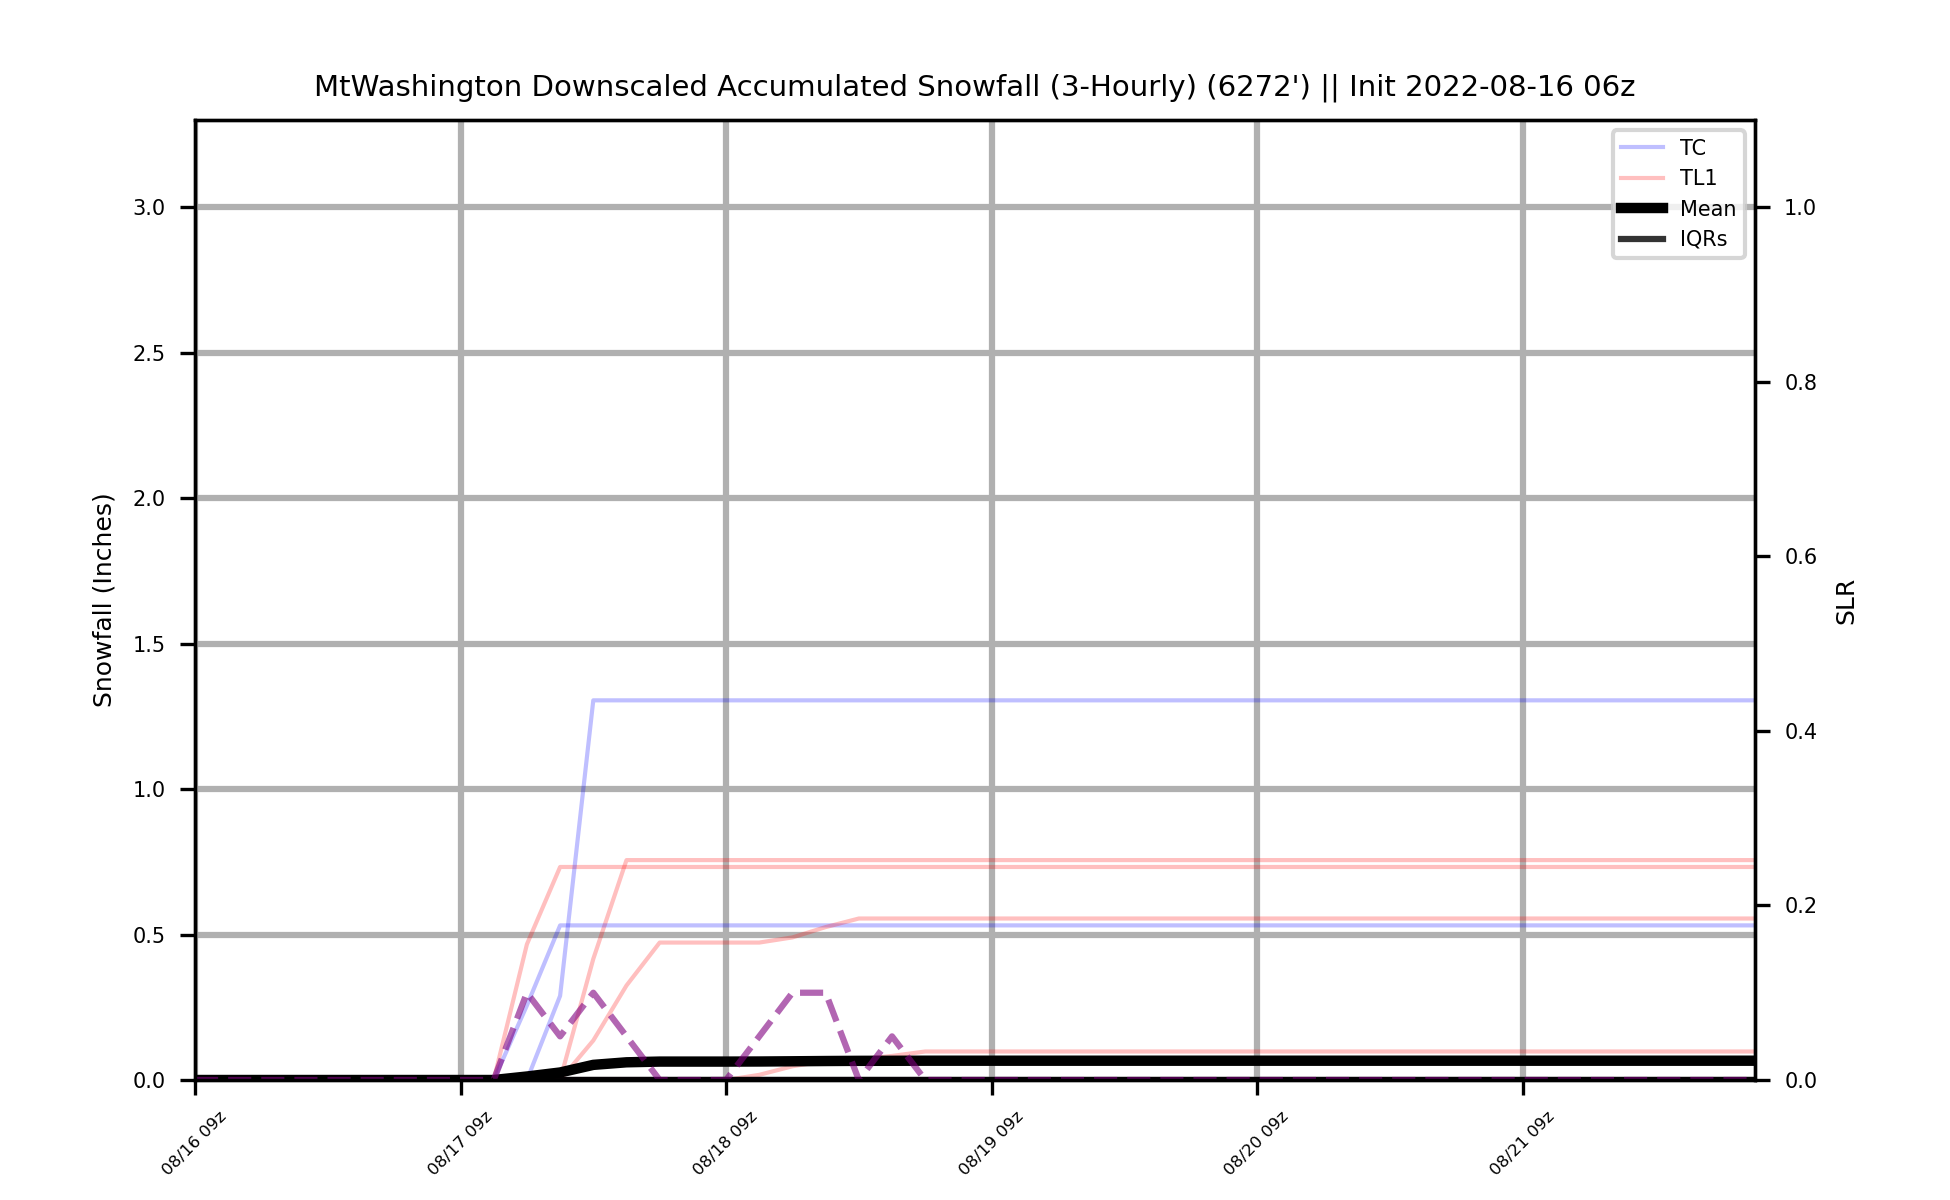 MtWashington Downscaled Accumulated Snowfall (3-Hourly) (6272') || Init 2022-08-16 06z
TC
TL1
Mean
IQRs
Snowfall (Inches)
3.0
2.5
2.0
1.5
1.0
0.5
0.0
1.0
0.8
0.6
0.4
0.2
0.0
SLR
08/16 09z
08/17 09z
08/18 09z
08/19 09z
08/20 09z
08/21 09z